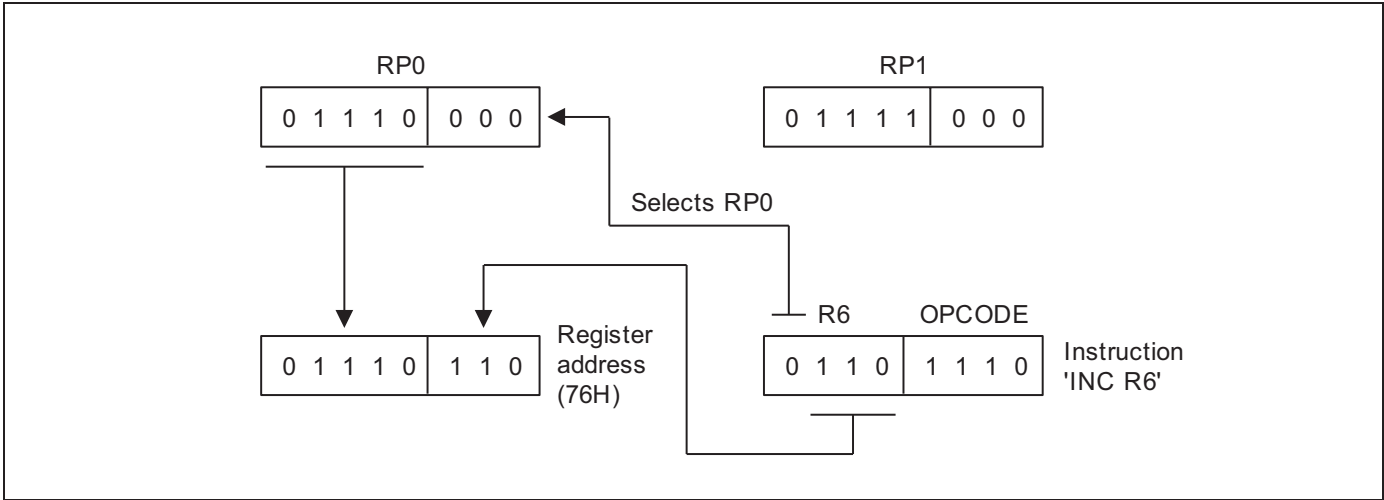 RP0
RP1
0 1 1 1 0 0 0 0
0 1 1 1 1 0 0 0
Selects RP0
R6 OPCODE
0 1 1 1 0 1 1 0
Register
address
(76H)
0 1 1 0 1 1 1 0
Instruction
'INC R6'